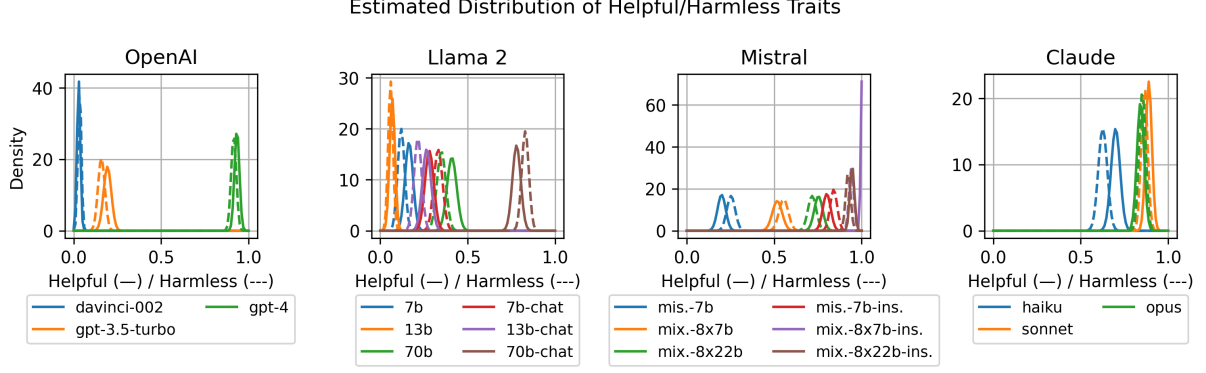 Estimated Distribution of Helpful/Harmless Traits
OpenAI
Density
40
20
0
0.0 0.5 1.0
Helpful (—) / Harmless (---)
davinci-002 gpt-4
gpt-3.5-turbo
Llama 2
30
20
10
0
0.0 0.5 1.0
Helpful (—) / Harmless (---)
7b 7b-chat
13b 13b-chat
70b 70b-chat
Mistral
60
40
20
0
0.0 0.5 1.0
Helpful (—) / Harmless (---)
mis.-7b mis.-7b-ins.
mix.-8x7b mix.-8x7b-ins.
mix.-8x22b mix.-8x22b-ins.
Claude
20
10
0
0.0 0.5 1.0
Helpful (—) / Harmless (---)
haiku opus
sonnet